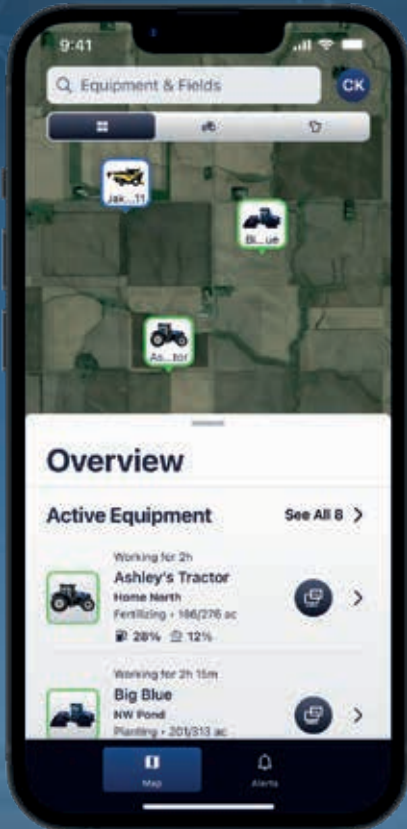 9:41
Equipment & Fields
CK
Jak...11
Bi...ue
As...tor
Overview
Active Equipment
See All 8
Working for 2h
Ashley's Tractor
Home North
Fertilizing • 186/276 ac
28% 12%
Working for 2h 15m
Big Blue
NW Pond
Planting • 201/313 ac
Map
Alerts